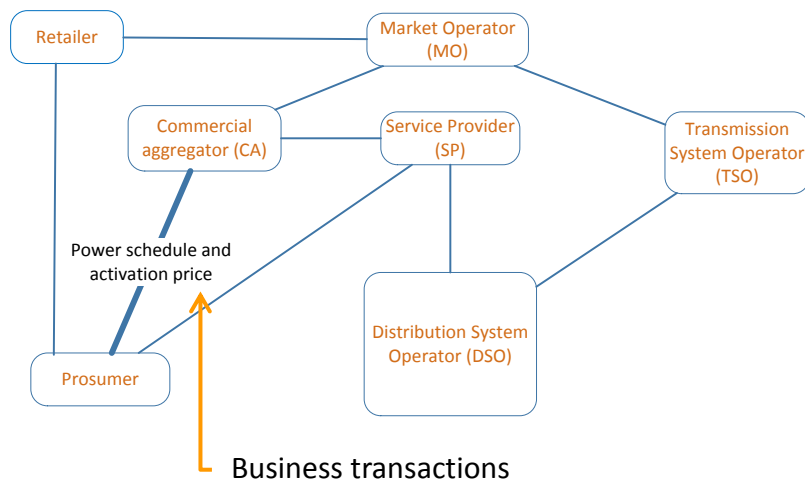 Retailer
Market Operator
(MO)
Commercial
aggregator (CA)
Service Provider
(SP)
Transmission
System Operator
(TSO)
Power schedule and
activation price
Distribution System
Operator (DSO)
Prosumer
Business transactions